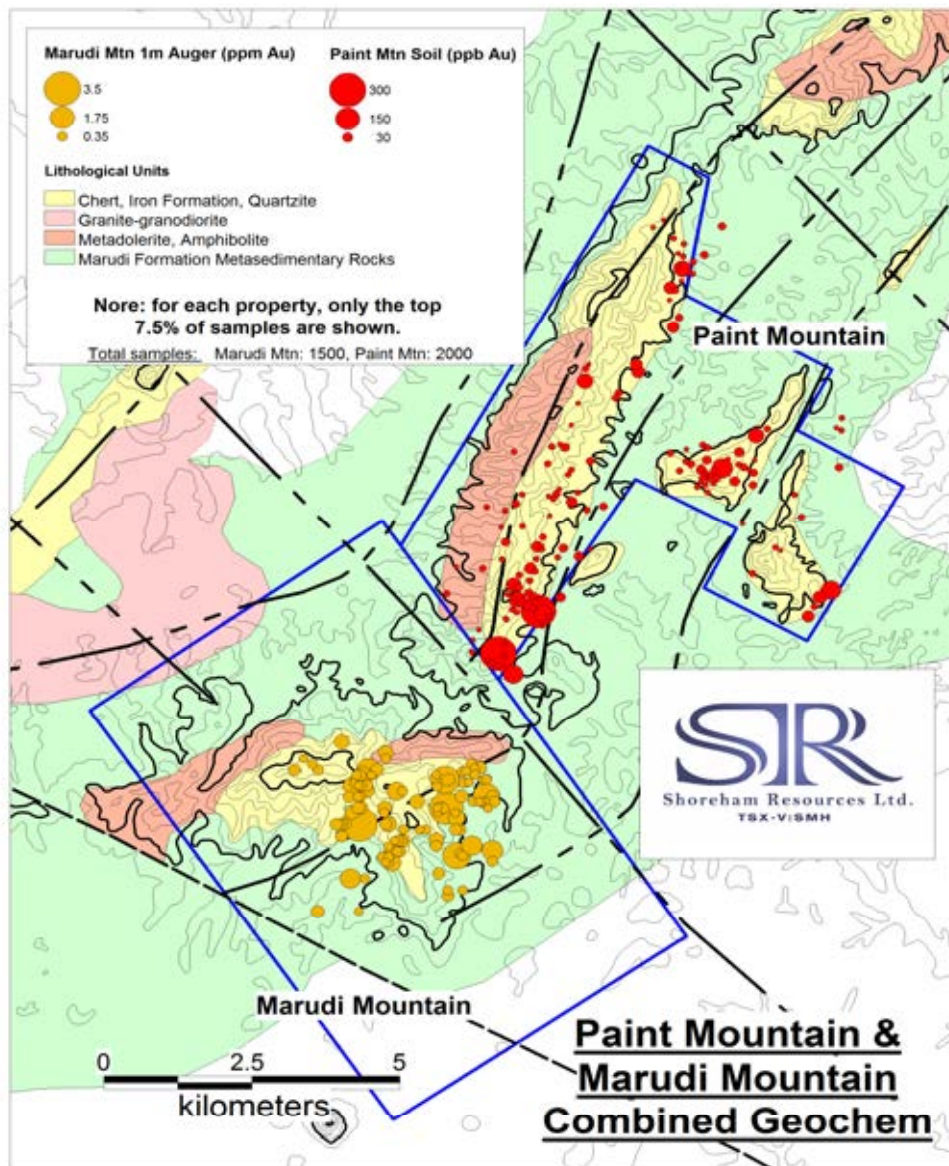 Marudi Mtn 1m Auger (ppm Au)
3.5
1.75
0.35
Paint Mtn Soil (ppb Au)
300
150
30
Lithological Units
Chert, Iron Formation, Quartzite
Granite-granodiorite
Metadolerite, Amphibolite
Marudi Formation Metasedimentary Rocks
Nore: for each property, only the top
7.5% of samples are shown.
Total samples: Marudi Mtn: 1500, Paint Mtn: 2000
Paint Mountain
SR
Shoreham Resources Ltd.
TSX-V:SMH
Marudi Mountain
0 2.5 5
kilometers
Paint Mountain &
Marudi Mountain
Combined Geochem